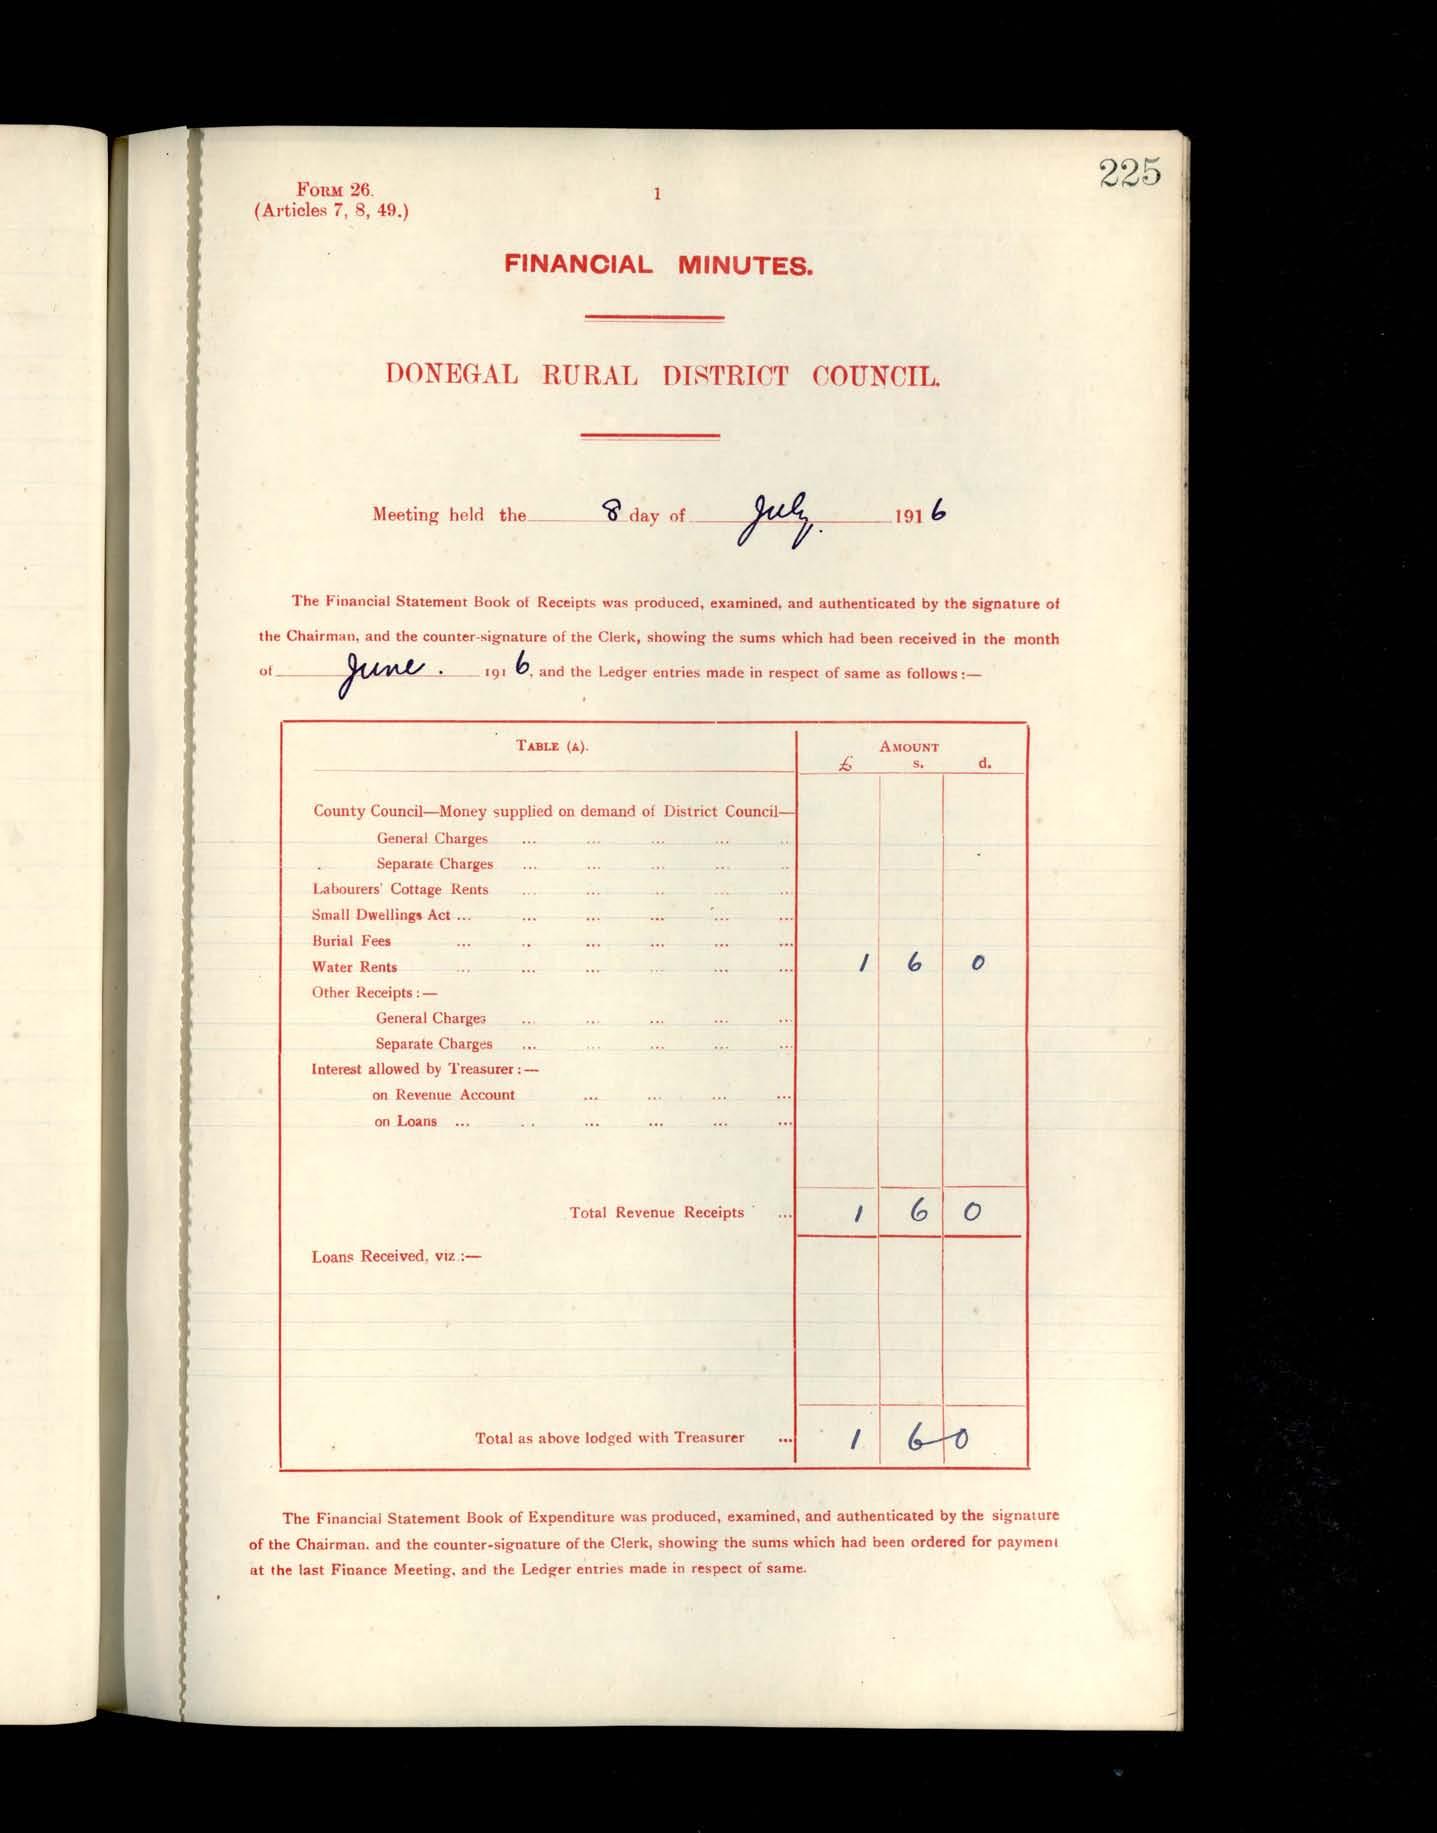 225
FORM 26.
(Articles 7, 8, 49.)
1
FINANCIAL MINUTES.
DONEGAL RURAL DISTRICT COUNCIL.
Meeting held the 8 day of July. 1916
The Financial Statement Book of Receipts was produced, examined, and authenticated by the signature of
the Chairman, and the counter-signature of the Clerk, showing the sums which had been received in the month
of June. 1916, and the Ledger entries made in respect of same as follows:—
TABLE (A). AMOUNT
£ s. d.
County Council—Money supplied on demand of District Council—
General Charges ... ... ... ... ..
Separate Charges ... ... ... ... ..
Labourers' Cottage Rents ... ... .. ... ...
Small Dwellings Act ... ... ... ... ... ...
Burial Fees ... .. ... ... ... ...
Water Rents ... ... ... ... ... ... 1 6 0
Other Receipts:—
General Charges ... ... ... ... ...
Separate Charges ... ... ... ... ...
Interest allowed by Treasurer:—
on Revenue Account ... ... ... ...
on Loans ... .. ... ... ... ...
Total Revenue Receipts ... 1 6 0
Loans Received, viz.:—
Total as above lodged with Treasurer ... 1 6 0
The Financial Statement Book of Expenditure was produced, examined, and authenticated by the signature
of the Chairman. and the counter-signature of the Clerk, showing the sums which had been ordered for payment
at the last Finance Meeting, and the Ledger entries made in respect of same.